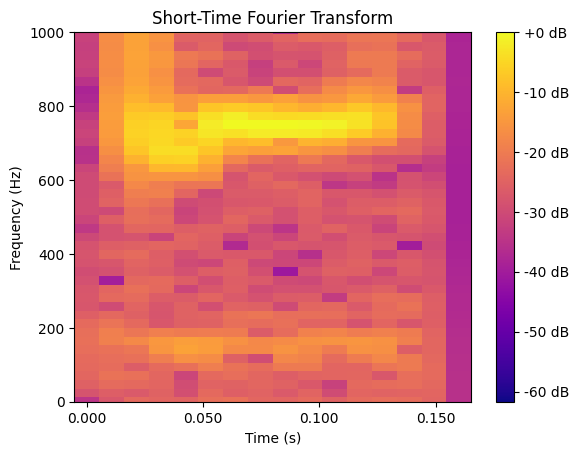 Short-Time Fourier Transform
Frequency (Hz)
1000
800
600
400
200
0
0.000
0.050
0.100
0.150
Time (s)
+0 dB
-10 dB
-20 dB
-30 dB
-40 dB
-50 dB
-60 dB